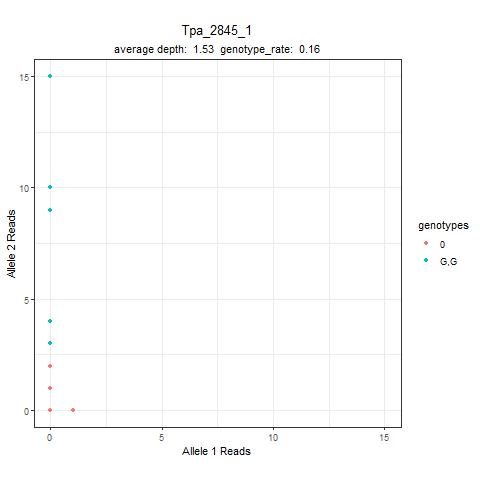 Tpa_2845_1
average depth:  1.53  genotype_rate:  0.16
15
10
5
0
Allele 2 Reads
0
5
10
15
Allele 1 Reads
genotypes
0
G,G